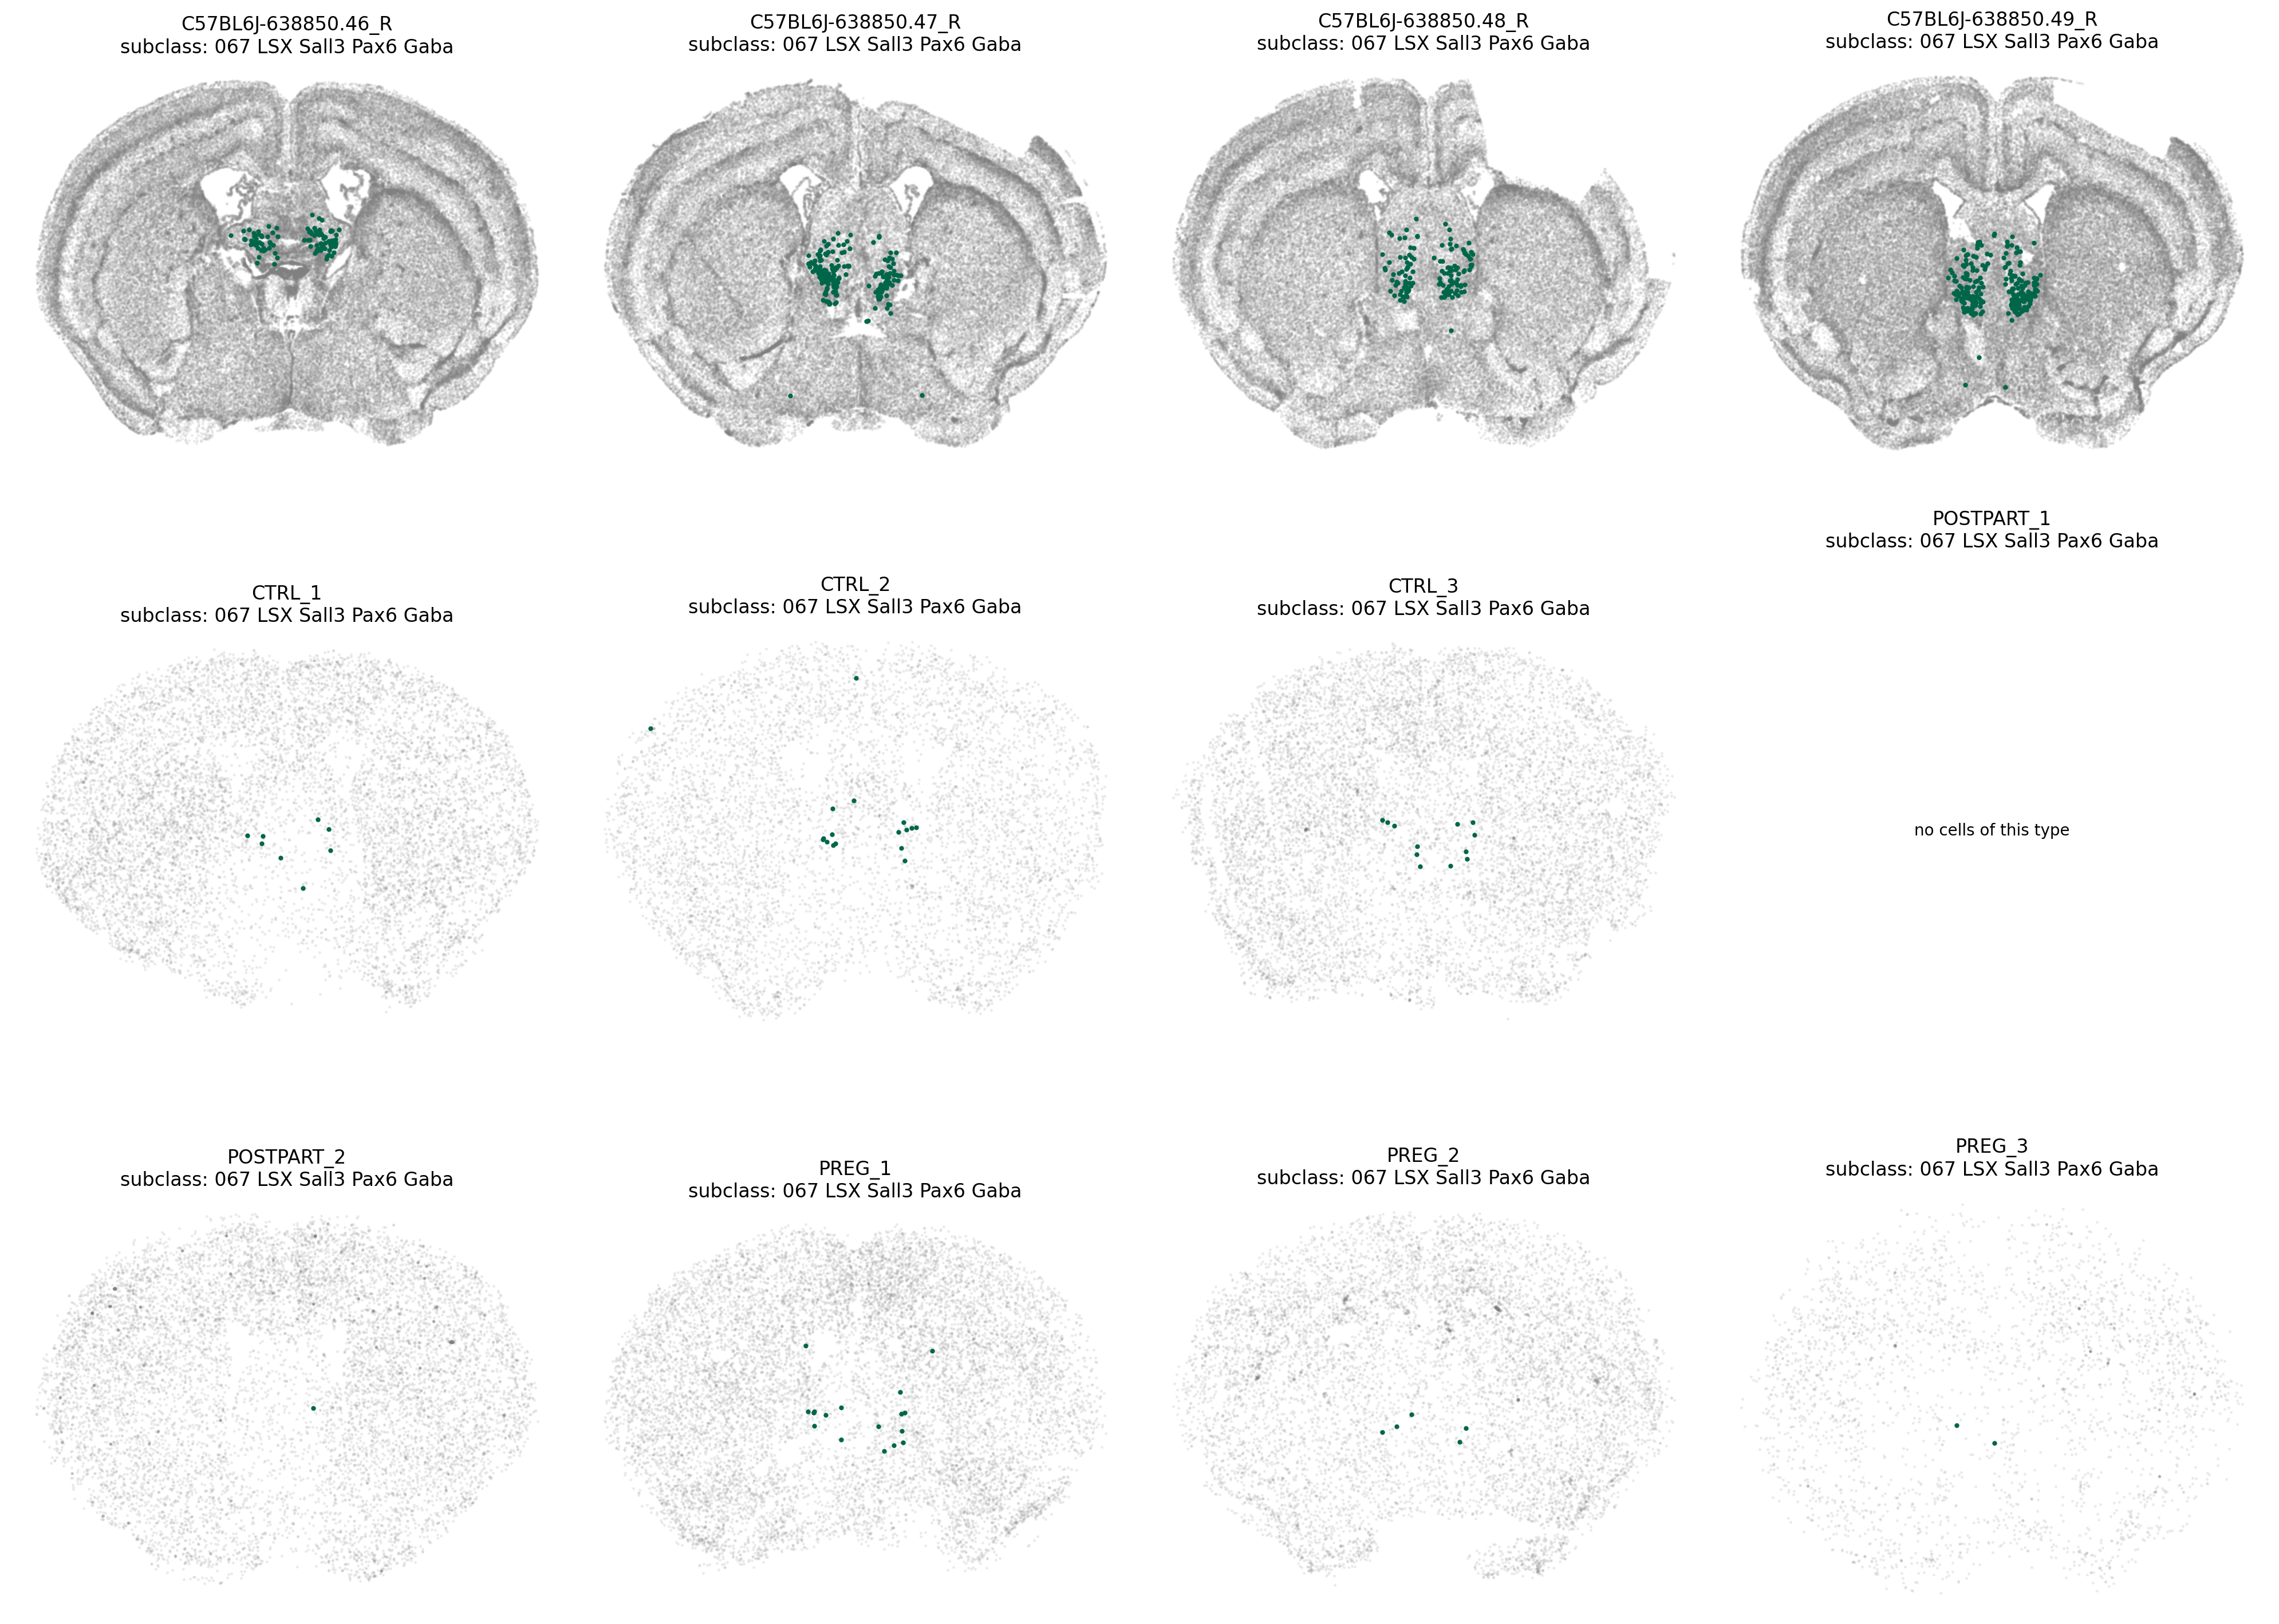 C57BL6J-638850.46_R
subclass: 067 LSX Sall3 Pax6 Gaba
C57BL6J-638850.47_R
subclass: 067 LSX Sall3 Pax6 Gaba
C57BL6J-638850.48_R
subclass: 067 LSX Sall3 Pax6 Gaba
C57BL6J-638850.49_R
subclass: 067 LSX Sall3 Pax6 Gaba
CTRL_1
subclass: 067 LSX Sall3 Pax6 Gaba
CTRL_2
subclass: 067 LSX Sall3 Pax6 Gaba
CTRL_3
subclass: 067 LSX Sall3 Pax6 Gaba
POSTPART_1
subclass: 067 LSX Sall3 Pax6 Gaba
no cells of this type
POSTPART_2
subclass: 067 LSX Sall3 Pax6 Gaba
PREG_1
subclass: 067 LSX Sall3 Pax6 Gaba
PREG_2
subclass: 067 LSX Sall3 Pax6 Gaba
PREG_3
subclass: 067 LSX Sall3 Pax6 Gaba